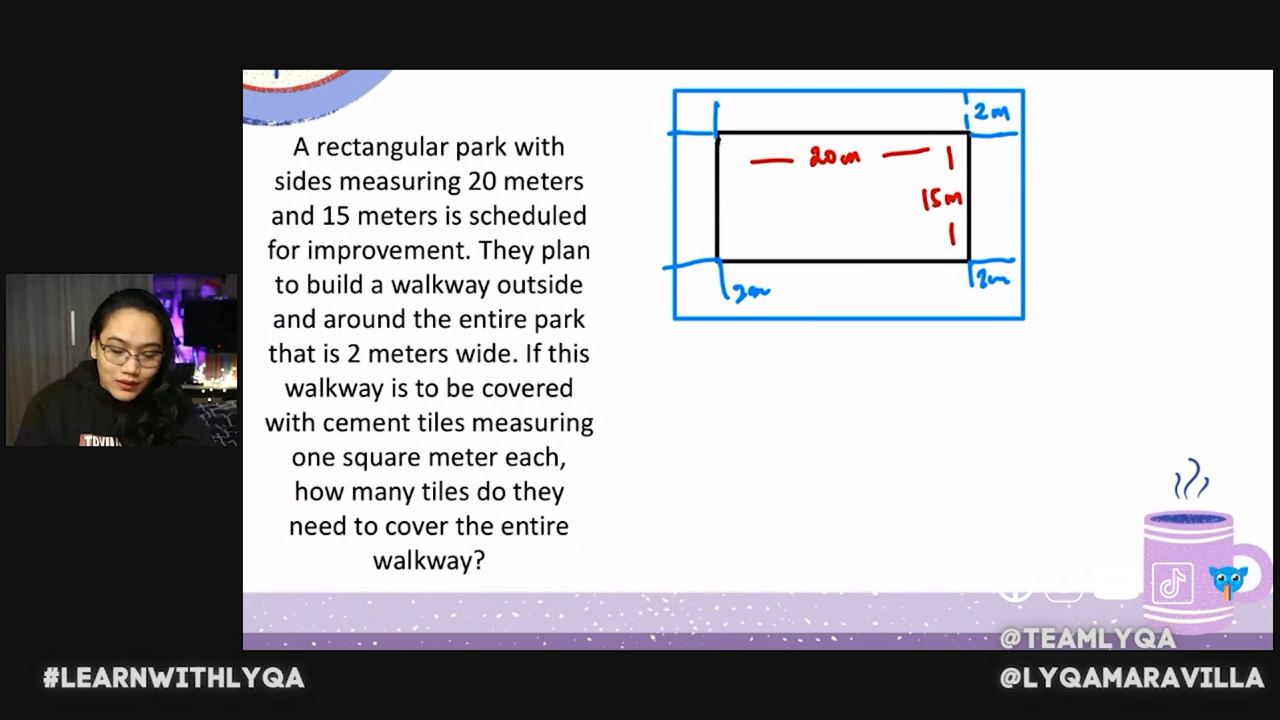 A rectangular park with
sides measuring 20 meters
and 15 meters is scheduled
for improvement. They plan
to build a walkway outside
and around the entire park
that is 2 meters wide. If this
walkway is to be covered
with cement tiles measuring
one square meter each,
how many tiles do they
need to cover the entire
walkway?
2m
20m
15m
2m
2m
@TEAMLYQA
#LEARNWITHLYQA
@LYQAMARAVILLA